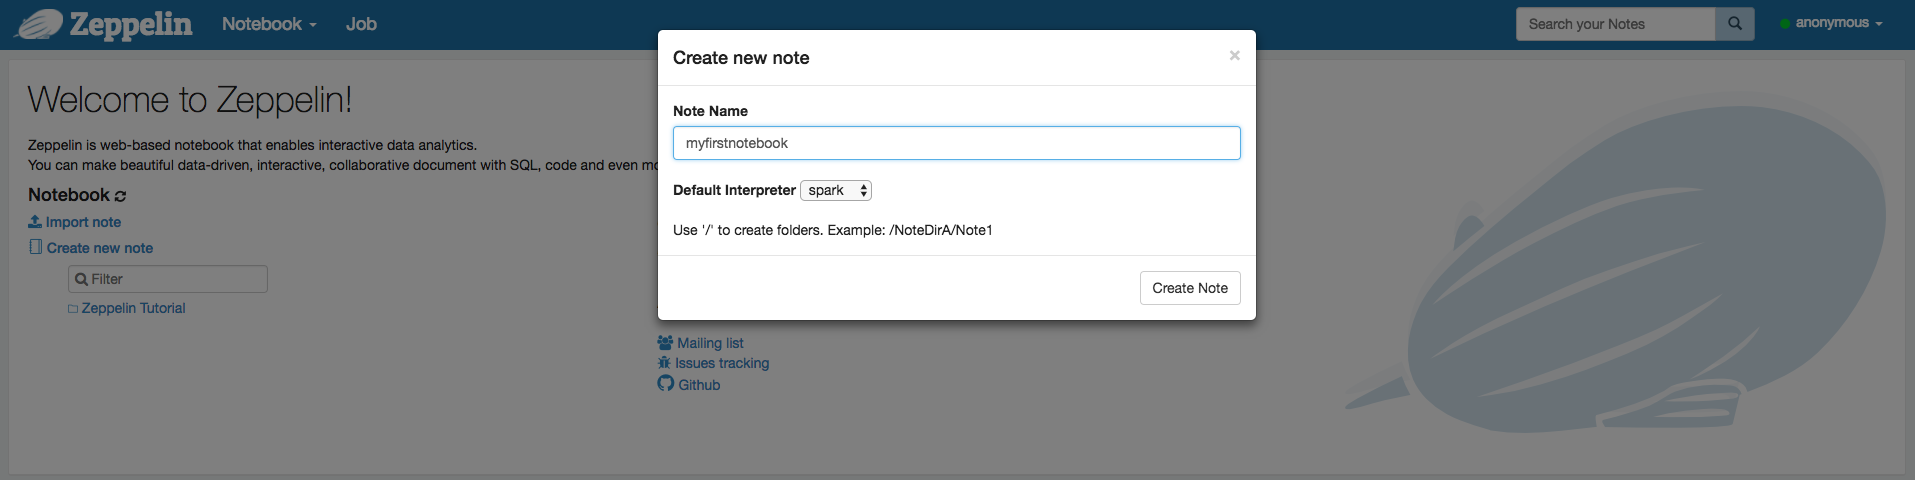 Zeppelin Notebook Job Search your Notes anonymous
Create new note ×
Welcome to Zeppelin!
Note Name
myfirstnotebook
Zeppelin is web-based notebook that enables interactive data analytics.
You can make beautiful data-driven, interactive, collaborative document with SQL, code and even mo
Default Interpreter spark
Notebook
Import note
Use '/' to create folders. Example: /NoteDirA/Note1
Create new note
Filter
Create Note
Zeppelin Tutorial
Mailing list
Issues tracking
Github